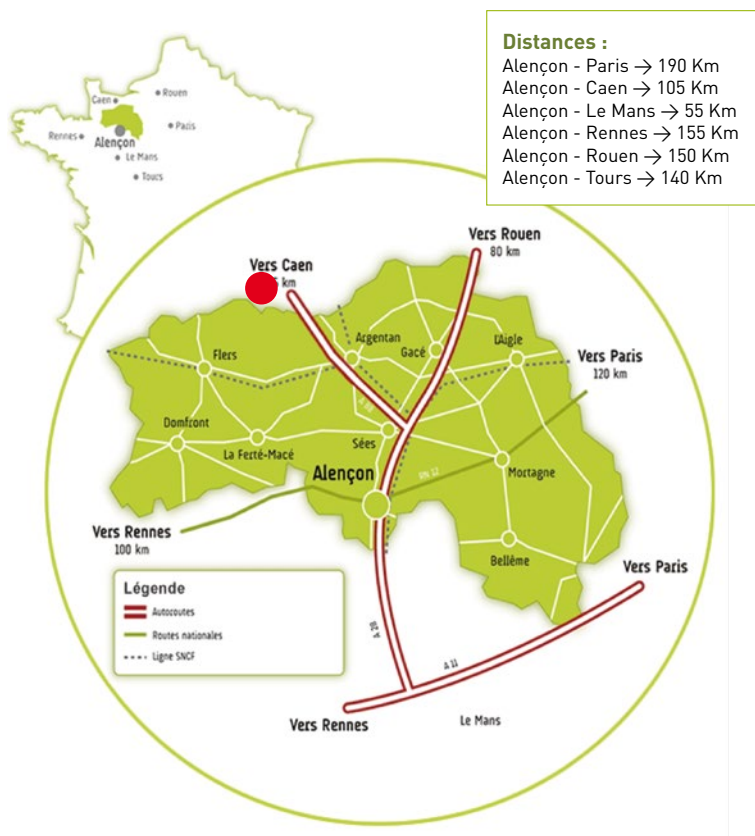 Distances :
Alençon - Paris → 190 Km
Alençon - Caen → 105 Km
Alençon - Le Mans → 55 Km
Alençon - Rennes → 155 Km
Alençon - Rouen → 150 Km
Alençon - Tours → 140 Km
Caen
Rouen
Rennes
Paris
Alençon
Le Mans
Tours
Vers Rouen
80 km
Vers Caen
km
Argentan
Gacé
L'Aigle
Vers Paris
120 km
Flers
Domfront
La Ferté-Macé
Sées
Alençon
RN 12
Mortagne
Vers Rennes
100 km
Bellême
Vers Paris
Légende
Autoroutes
Routes nationales
Ligne SNCF
A 28
A 11
Vers Rennes
Le Mans